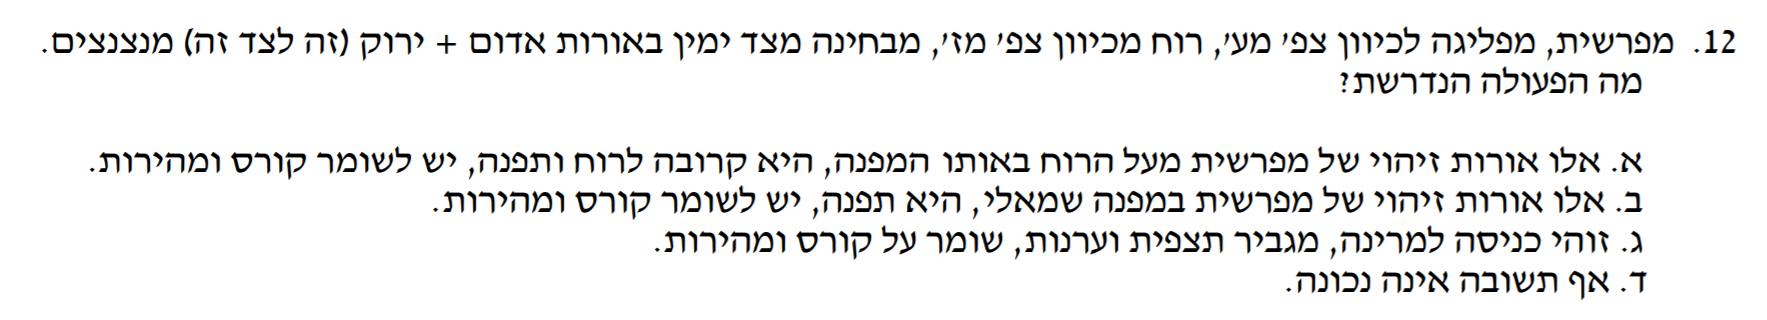 12. מפרשית, מפליגה לכיוון צפ' מע', רוח מכיוון צפ' מז', מבחינה מצד ימין באורות אדום + ירוק (זה לצד זה) מנצנצים.
מה הפעולה הנדרשת?
א. אלו אורות זיהוי של מפרשית מעל הרוח באותו המפנה, היא קרובה לרוח ותפנה, יש לשומר קורס ומהירות.
ב. אלו אורות זיהוי של מפרשית במפנה שמאלי, היא תפנה, יש לשומר קורס ומהירות.
ג. זוהי כניסה למרינה, מגביר תצפית וערנות, שומר על קורס ומהירות.
ד. אף תשובה אינה נכונה.